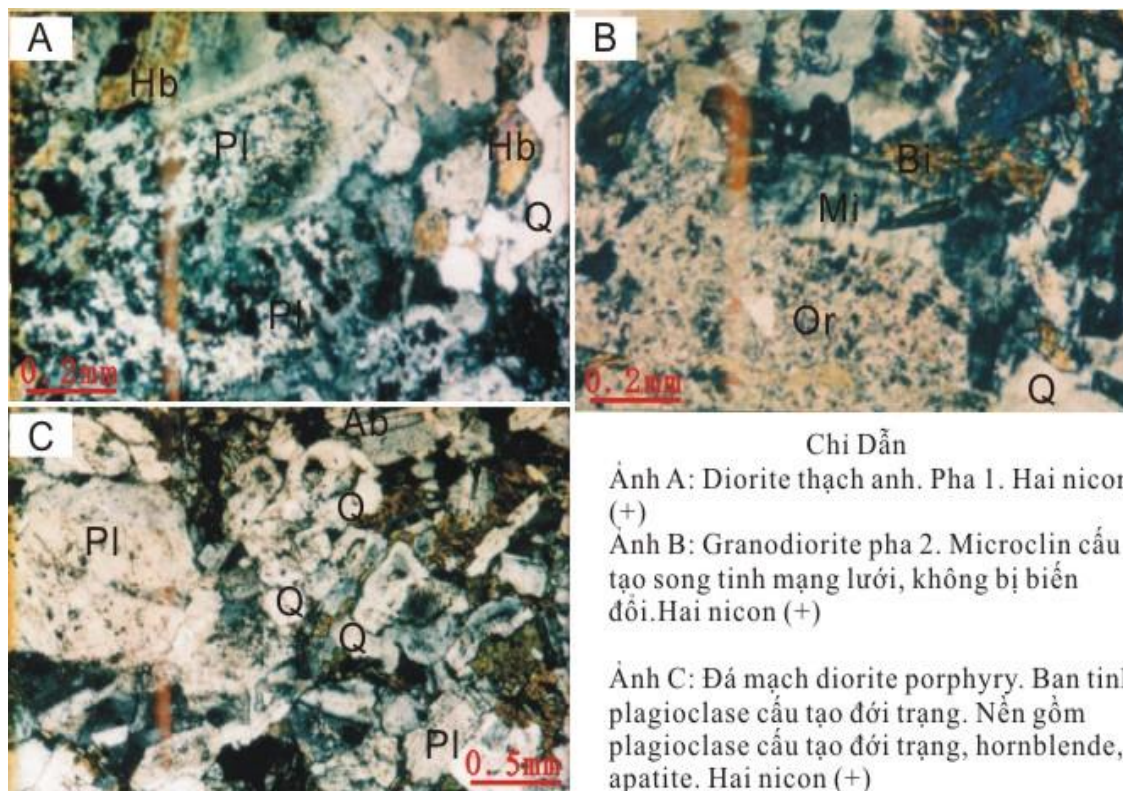 A
Hb
Pl
Hb
Q
Pl
0.2mm
B
Bi
Mi
Or
0.2mm
Q
C
Ab
Q
Pl
Q
Q
Pl
0.5mm
Chỉ Dẫn
Ảnh A: Diorite thạch anh. Pha 1. Hai nicon
(+)
Ảnh B: Granodiorite pha 2. Microclin cấu
tạo song tinh mạng lưới, không bị biến
đổi.Hai nicon (+)
Ảnh C: Đá mạch diorite porphyry. Ban tinh
plagioclase cấu tạo đới trạng. Nền gồm
plagioclase cấu tạo đới trạng, hornblende,
apatite. Hai nicon (+)